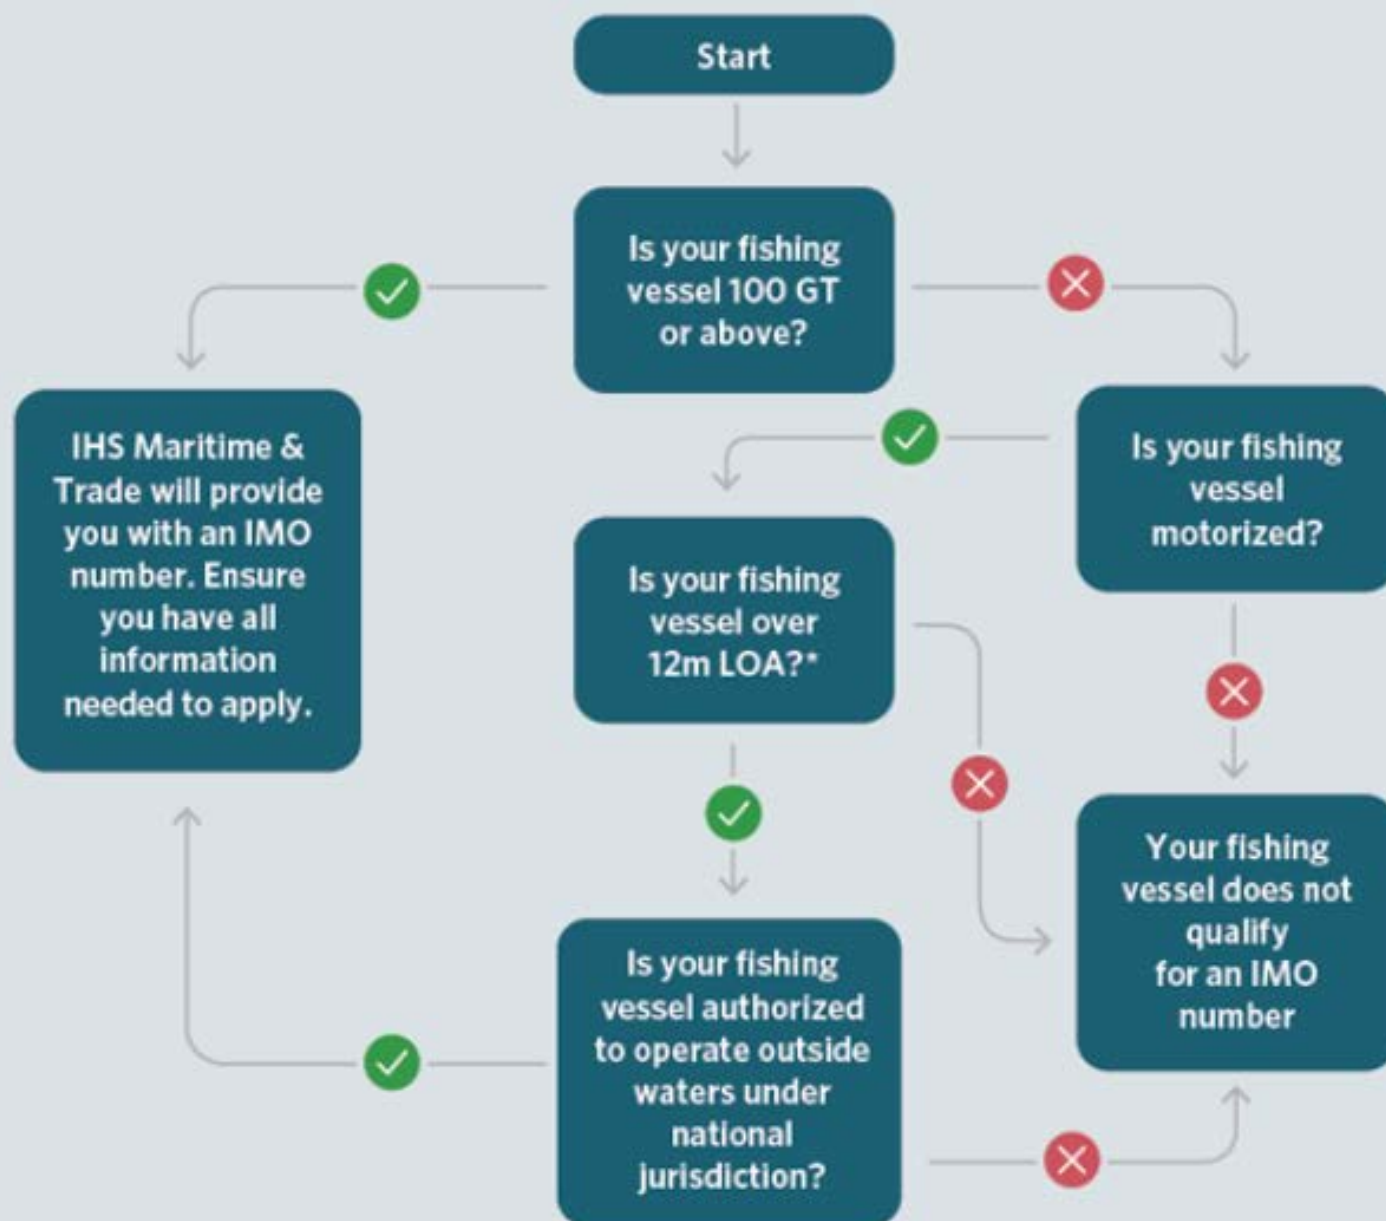 Start
Is your fishing
vessel 100 GT
or above?
IHS Maritime &
Trade will provide
you with an IMO
number. Ensure
you have all
information
needed to apply.
Is your fishing
vessel
motorized?
Is your fishing
vessel over
12m LOA?*
Your fishing
vessel does not
qualify
for an IMO
number
Is your fishing
vessel authorized
to operate outside
waters under
national
jurisdiction?